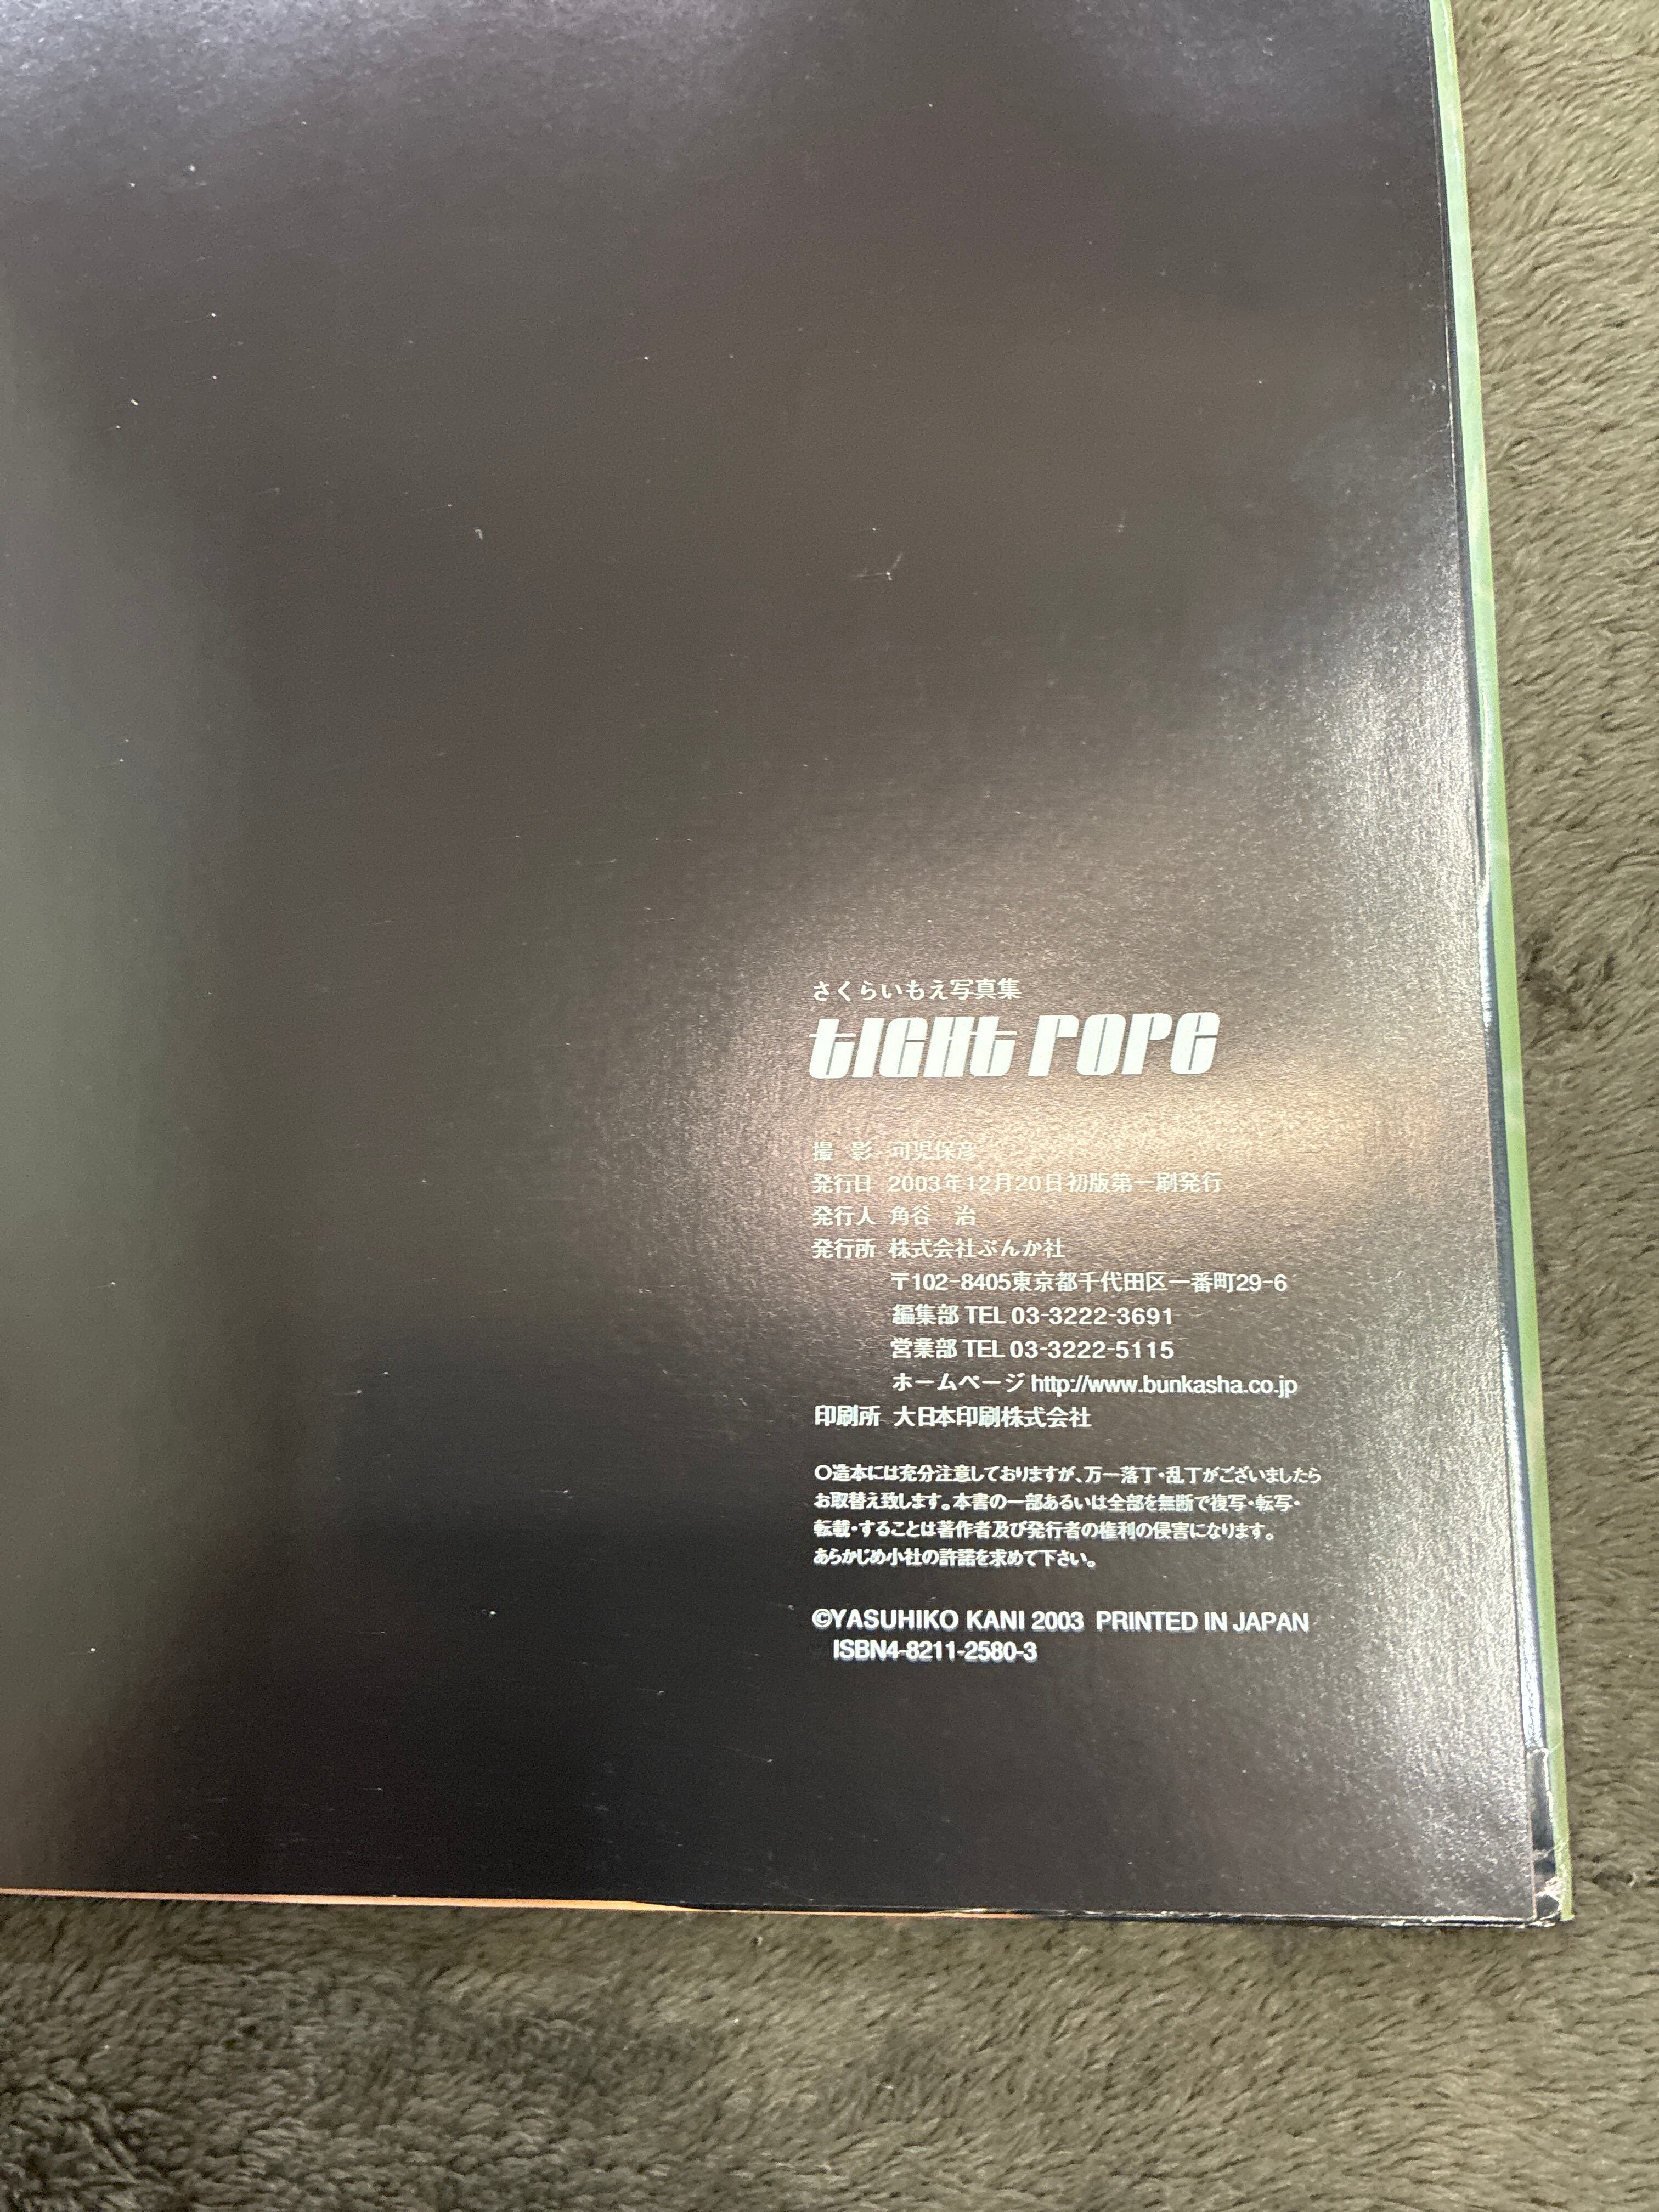 さくらいもえ写真集
tight rope
撮 影 可児保彦
発行日 2003年12月20日初版第一刷発行
発行人 角谷 治
発行所 株式会社ぶんか社
〒102-8405東京都千代田区一番町29-6
編集部 TEL 03-3222-3691
営業部 TEL 03-3222-5115
ホームページ http://www.bunkasha.co.jp
印刷所 大日本印刷株式会社
○造本には充分注意しておりますが、万一落丁・乱丁がございましたら
お取替え致します。本書の一部あるいは全部を無断で複写・転写・
転載・することは著作者及び発行者の権利の侵害になります。
あらかじめ小社の許諾を求めて下さい。
©YASUHIKO KANI 2003 PRINTED IN JAPAN
ISBN4-8211-2580-3